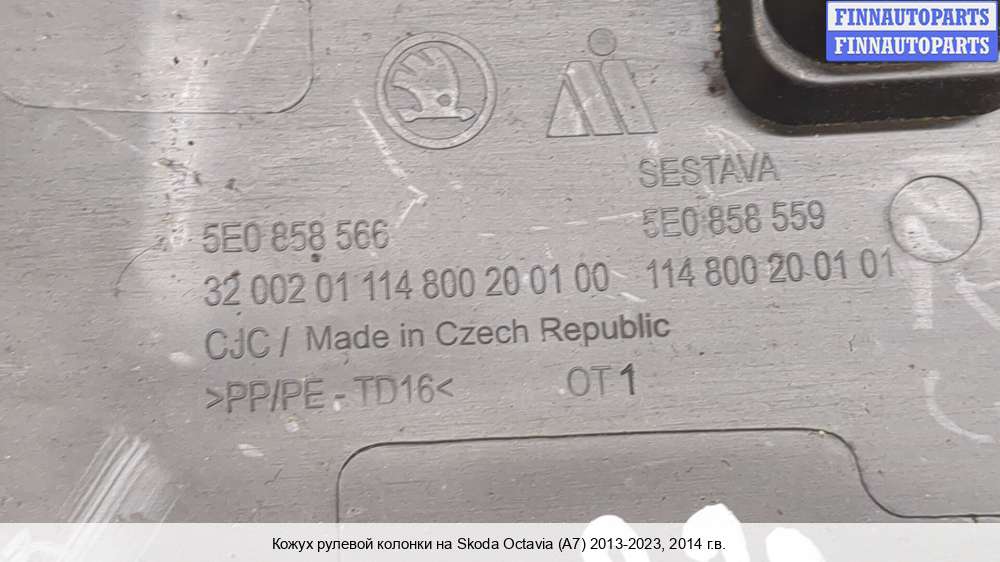 FINNAUTOPARTS
FINNAUTOPARTS
SESTAVA
5E0 858 566
5E0 858 559
32 002 01 114 800 20 01 00
114 800 20 01 01
CJC / Made in Czech Republic
>PP/PE - TD16<
OT 1
Кожух рулевой колонки на Skoda Octavia (A7) 2013-2023, 2014 г.в.